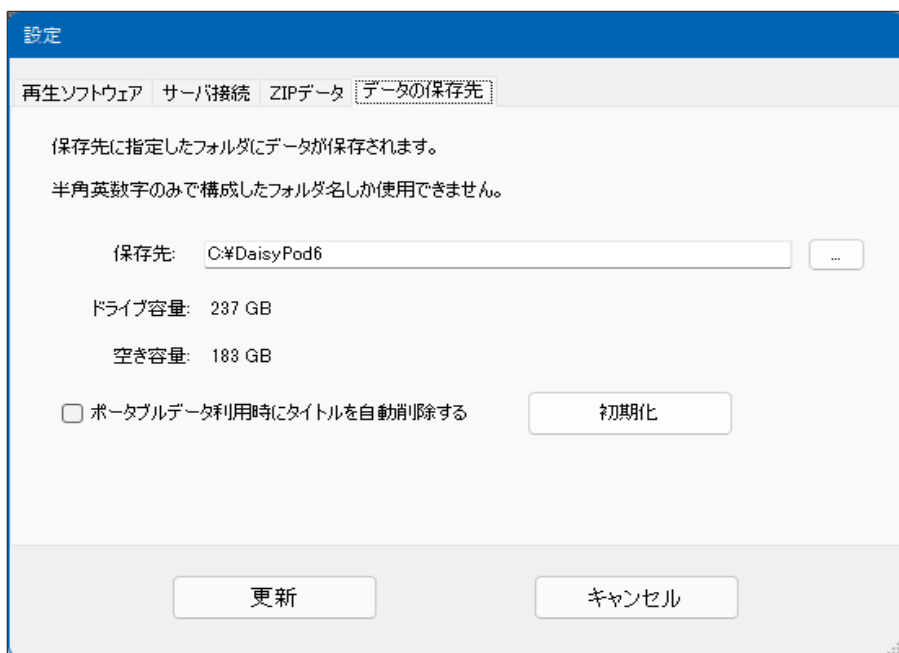 設定
再生ソフトウェア サーバ接続 ZIPデータ データの保存先
保存先に指定したフォルダにデータが保存されます。
半角英数字のみで構成したフォルダ名しか使用できません。
保存先: C:¥DaisyPod6 ...
ドライブ容量: 237 GB
空き容量: 183 GB
ポータブルデータ利用時にタイトルを自動削除する 初期化
更新 キャンセル